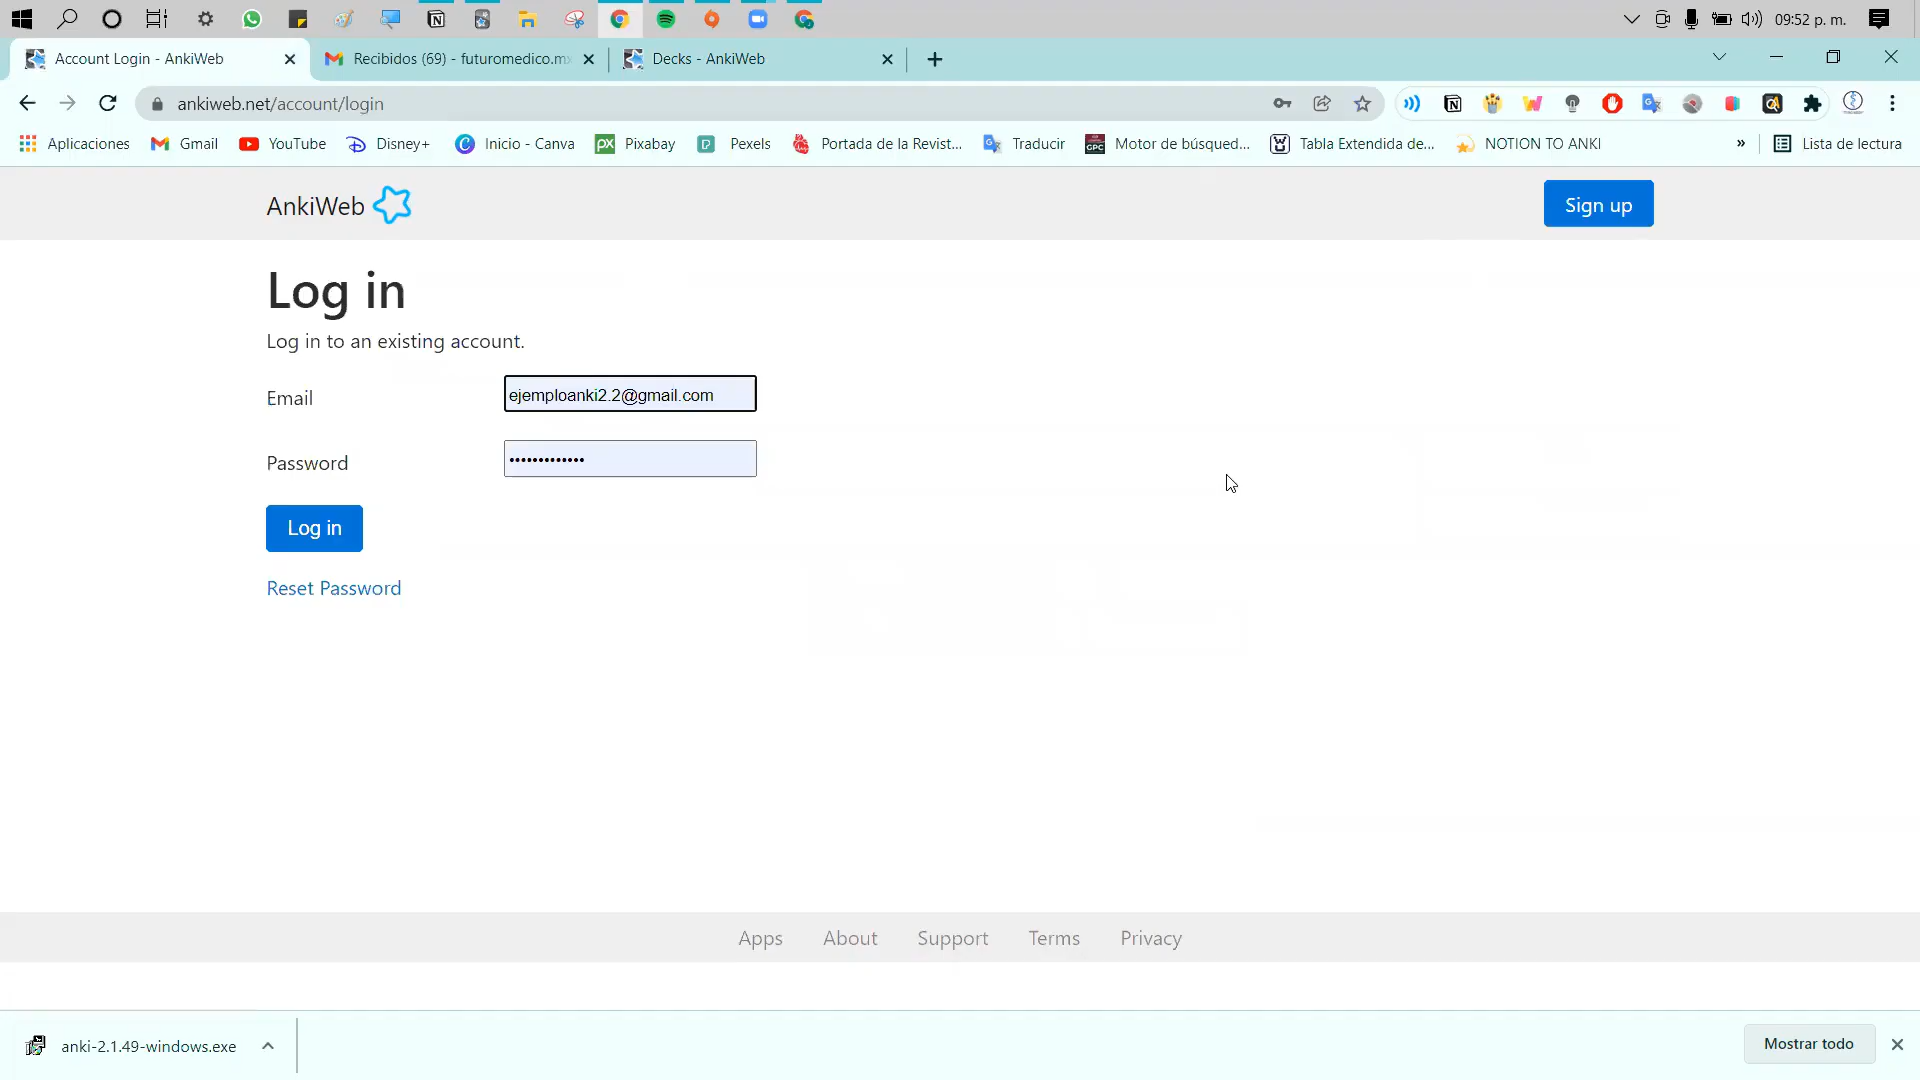 09:52 p. m.
Account Login - AnkiWeb
Recibidos (69) - futuromedico.mx
Decks - AnkiWeb
ankiweb.net/account/login
Aplicaciones
Gmail
YouTube
Disney+
Inicio - Canva
Pixabay
Pexels
Portada de la Revist...
Traducir
Motor de búsqued...
Tabla Extendida de...
NOTION TO ANKI
»
Lista de lectura
AnkiWeb
Sign up
Log in
Log in to an existing account.
Email
ejemploanki2.2@gmail.com
Password
•••••••••••••
Log in
Reset Password
Apps
About
Support
Terms
Privacy
anki-2.1.49-windows.exe
Mostrar todo